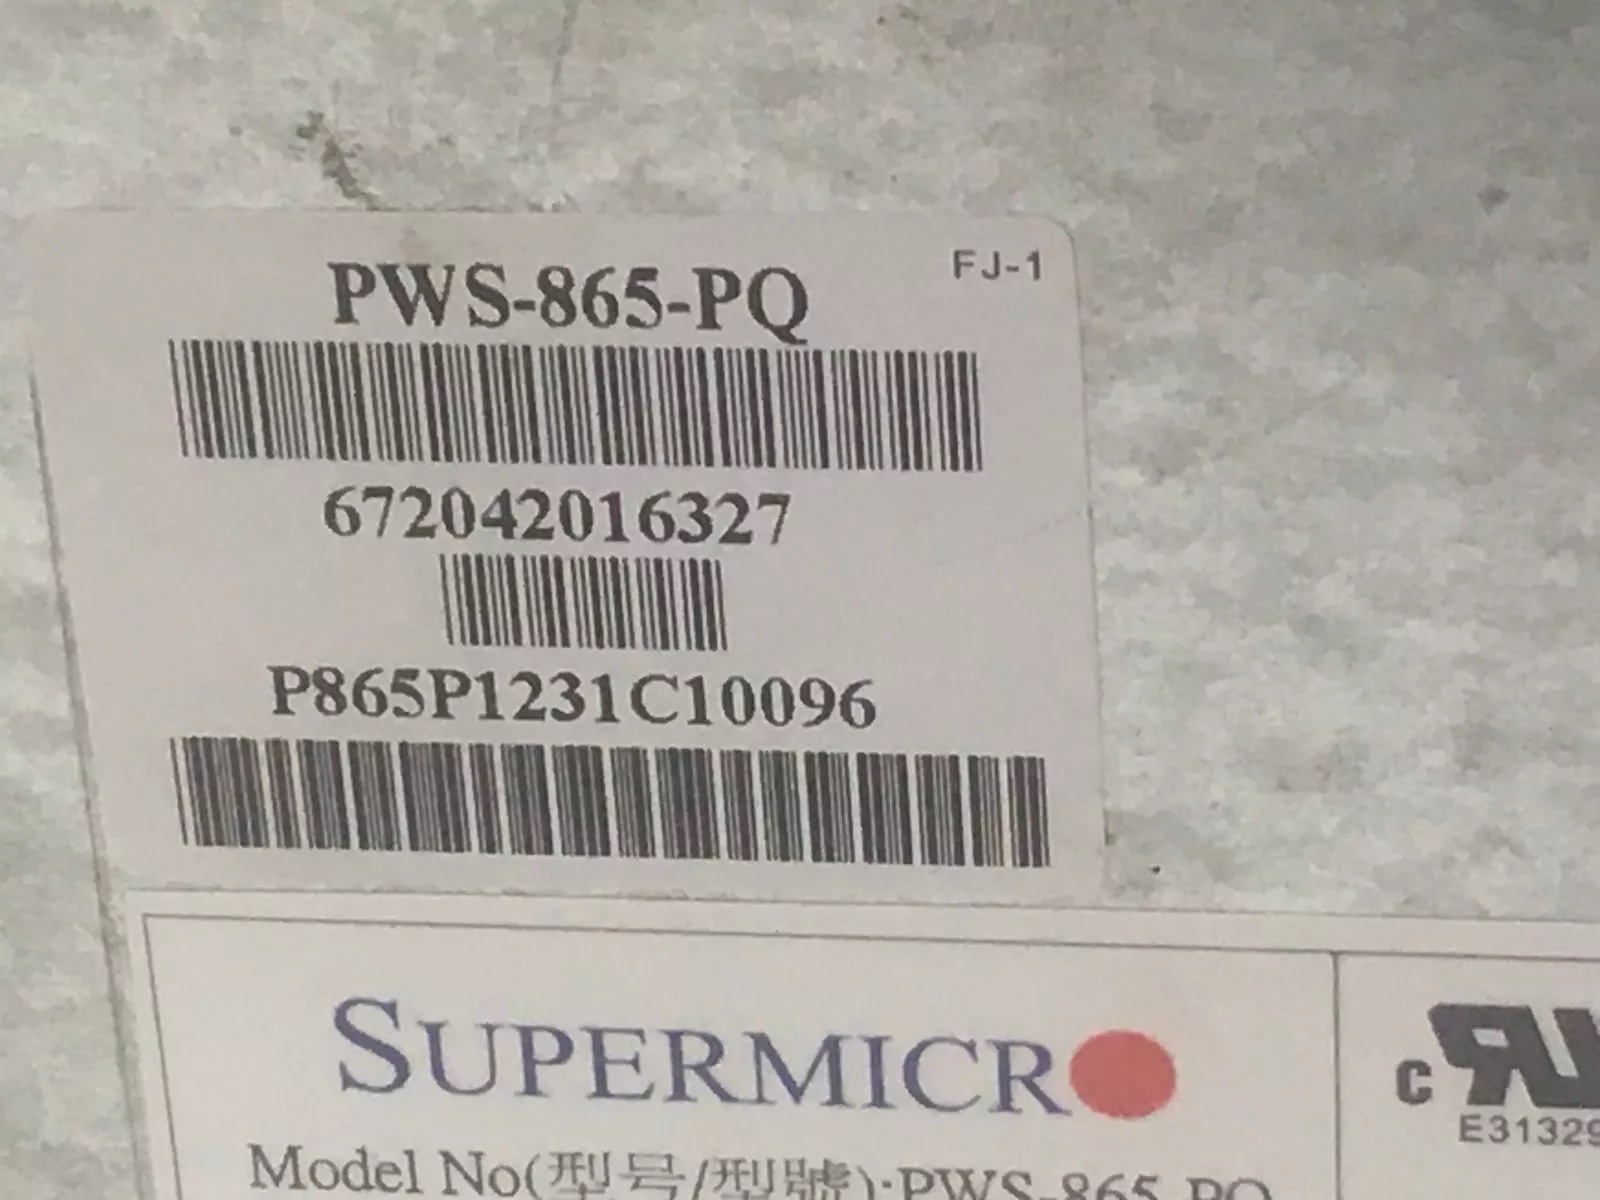 PWS-865-PQ
FJ-1
672042016327
P865P1231C10096
SUPERMICR
c
E31329
Model No(型号/型號):PWS-865-PQ